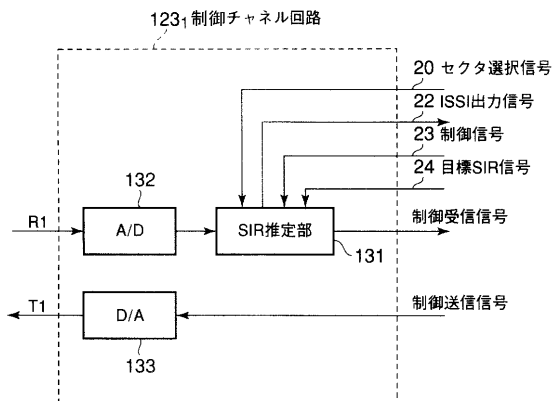 123₁ 制御チャネル回路
20 セクタ選択信号
22 ISSI出力信号
23 制御信号
24 目標SIR信号
132
制御受信信号
R1
A/D
SIR推定部
131
T1
D/A
制御送信信号
133